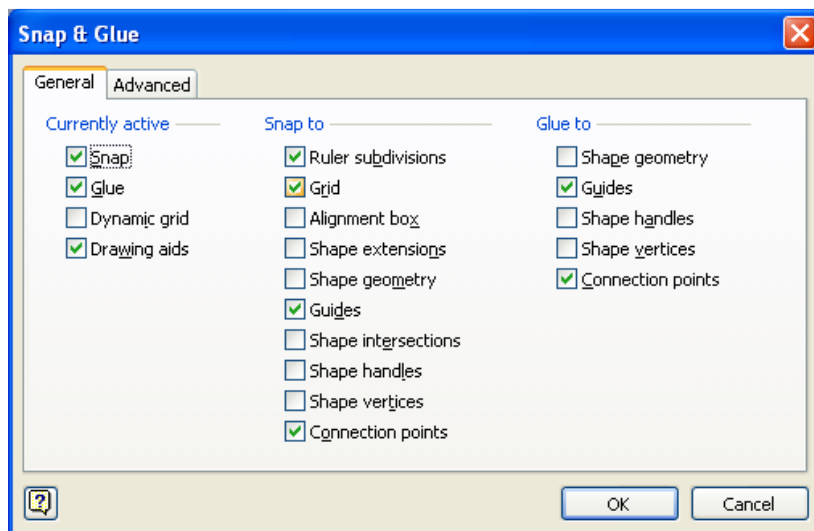 Snap & Glue
General
Advanced
Currently active
Snap
Glue
Dynamic grid
Drawing aids
Snap to
Ruler subdivisions
Grid
Alignment box
Shape extensions
Shape geometry
Guides
Shape intersections
Shape handles
Shape vertices
Connection points
Glue to
Shape geometry
Guides
Shape handles
Shape vertices
Connection points
?
OK
Cancel